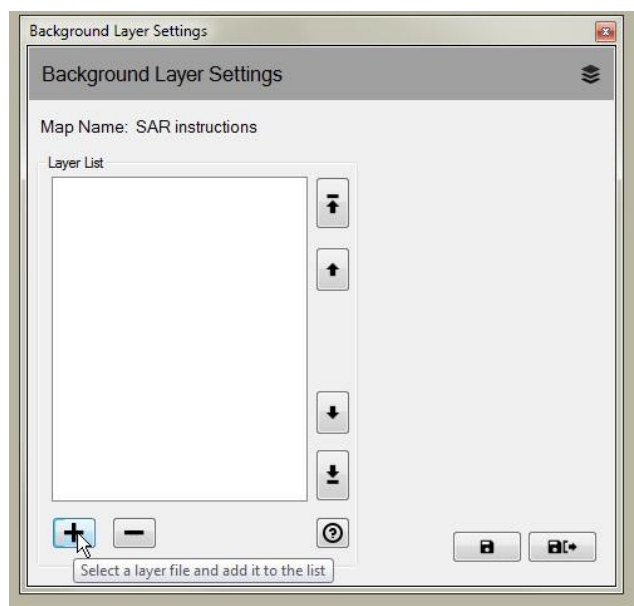 Background Layer Settings
Background Layer Settings
Map Name: SAR instructions
Layer List
Select a layer file and add it to the list